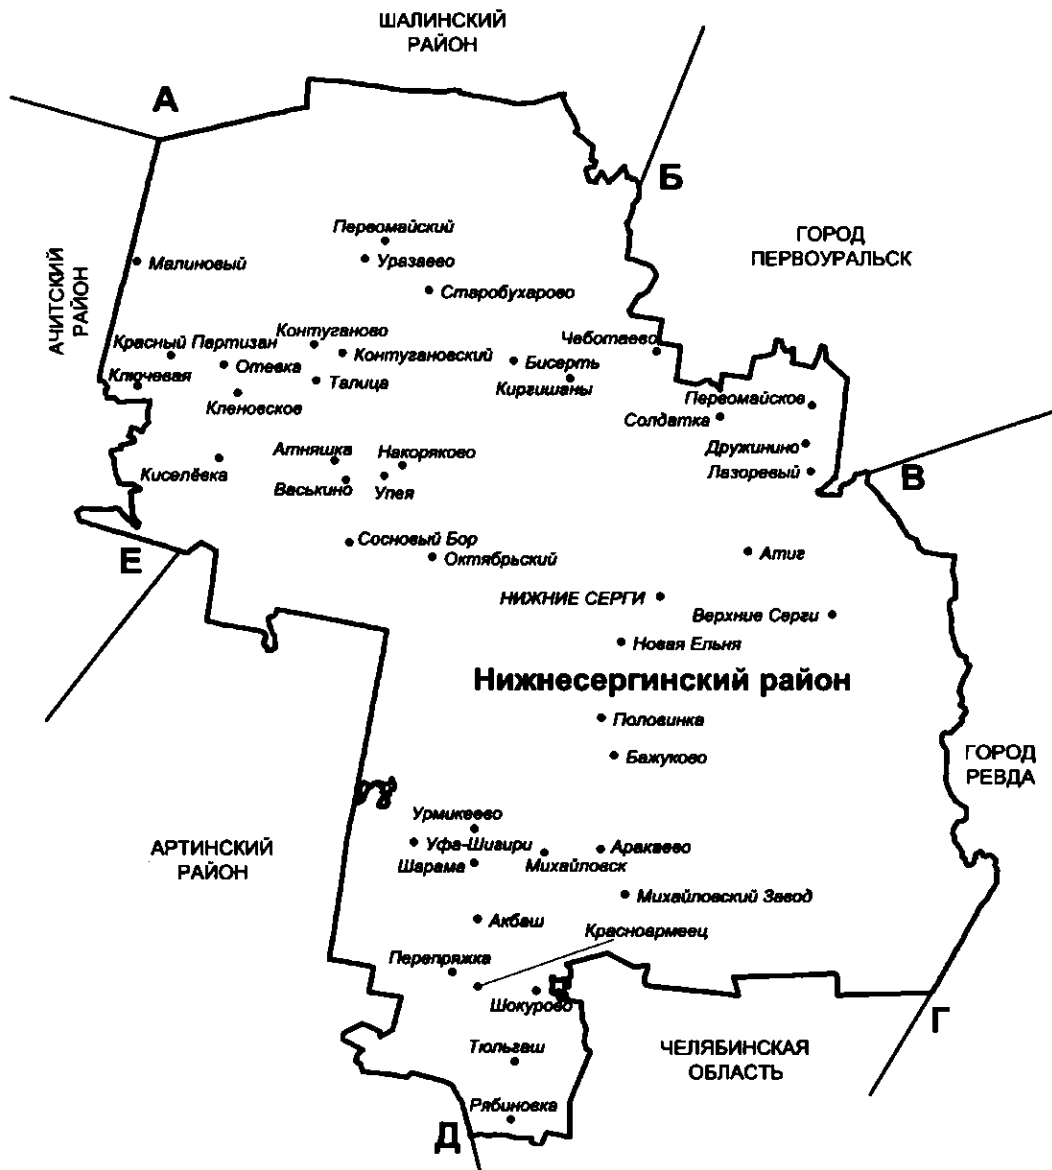 ШАЛИНСКИЙ
РАЙОН
А
Б
Первомайский
ГОРОД
ПЕРВОУРАЛЬСК
АЧИТСКИЙ
РАЙОН
Малиновый
Уразаево
Старобухарово
Контуганово
Чеботаево
Красный Партизан
Контугановский
Бисерть
Отевка
Ключевая
Талица
Киргишаны
Кленовское
Первомайское
Солдатка
Атняшка
Накоряково
Дружинино
Киселёвка
Лазоревый
В
Васькино
Упея
Сосновый Бор
Е
Октябрьский
Атиг
НИЖНИЕ СЕРГИ
Верхние Серги
Новая Ельня
Нижнесергинский район
Половинка
Бажуково
ГОРОД
РЕВДА
Урмикеево
АРТИНСКИЙ
РАЙОН
Уфа-Шигири
Аракаево
Шарама
Михайловск
Михайловский Завод
Акбаш
Красноармеец
Перепряжка
Шокурово
Г
Тюльгаш
ЧЕЛЯБИНСКАЯ
ОБЛАСТЬ
Рябиновка
Д